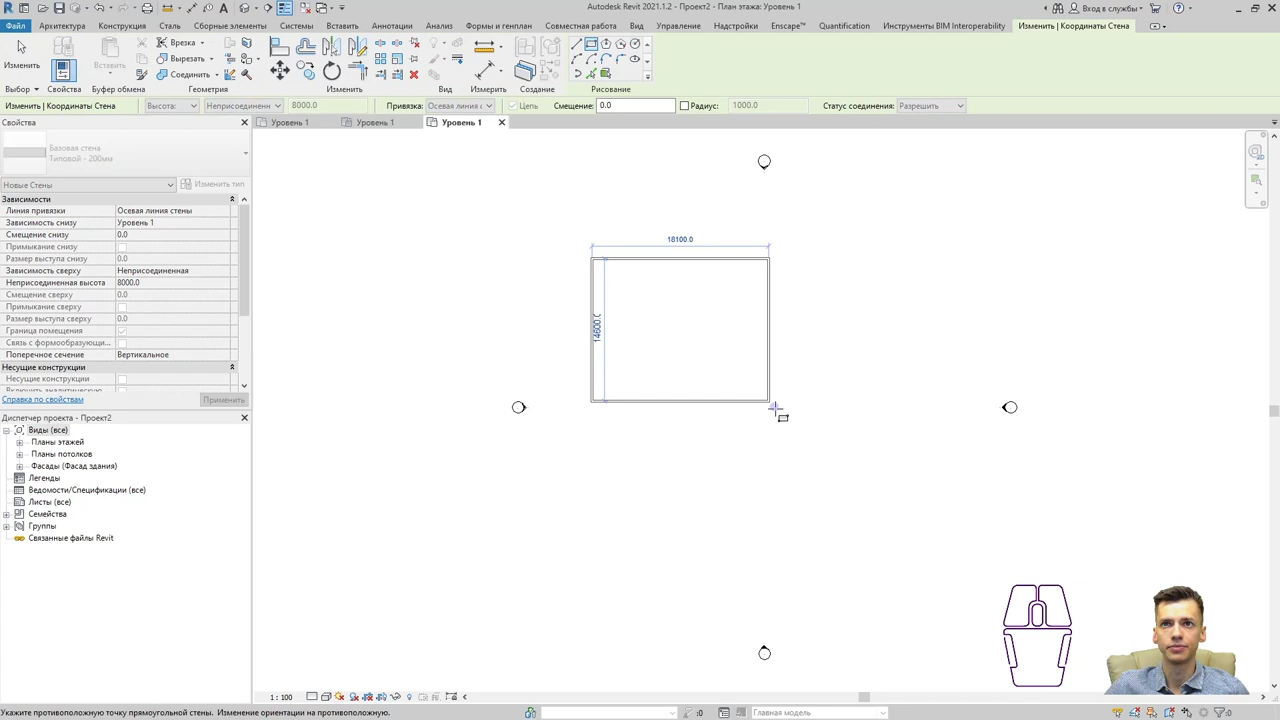 Autodesk Revit 2021.1.2 - Проект2 - План этажа: Уровень 1
Вход в службы
Файл Архитектура Конструкция Сталь Сборные элементы Системы Вставить Аннотации Анализ Формы и генплан Совместная работа Вид Управление Надстройки Enscape™ Quantification Инструменты BIM Interoperability Изменить | Координаты Стена
Изменить
Вставить
Врезка
Вырезать
Соединить
Выбор Свойства Буфер обмена Геометрия Изменить Вид Измерить Создание Рисование
Изменить | Координаты Стена Высота: Неприсоединенн 8000.0 Привязка: Осевая линия с Цепь Смещение: 0.0 Радиус: 1000.0 Статус соединения: Разрешить
Свойства
Уровень 1 Уровень 1 Уровень 1
Базовая стена
Типовой - 200мм
Новые Стены Изменить тип
Зависимости
Линия привязки Осевая линия стены
Зависимость снизу Уровень 1
Смещение снизу 0.0
Примыкание снизу
Размер выступа снизу 0.0
Зависимость сверху Неприсоединенная
Неприсоединенная высота 8000.0
Смещение сверху 0.0
Примыкание сверху
Размер выступа сверху 0.0
Граница помещения
Связь с формообразующи...
Поперечное сечение Вертикальное
Несущие конструкции
Несущие конструкции
Справка по свойствам Применить
Диспетчер проекта - Проект2
Виды (все)
Планы этажей
Планы потолков
Фасады (Фасад здания)
Легенды
Ведомости/Спецификации (все)
Листы (все)
Семейства
Группы
Связанные файлы Revit
18100.0
14600.0
1 : 100
Укажите противоположную точку прямоугольной стены. Изменение ориентации на противоположную.
:0
Главная модель
:0